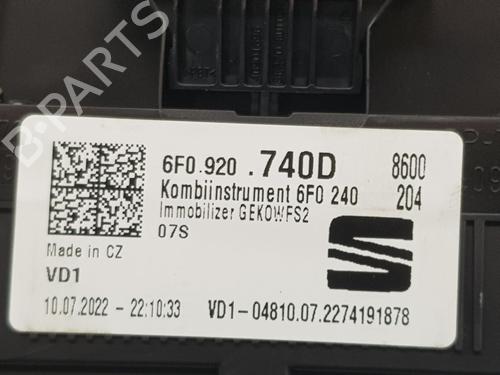 6F0.920 .740D 8600
Kombiinstrument 6F0 240 204
Immobilizer GEKOWFS2
07S
Made in CZ
VD1
10.07.2022 - 22:10:33 VD1-04810.07.2274191878
B-PARTS